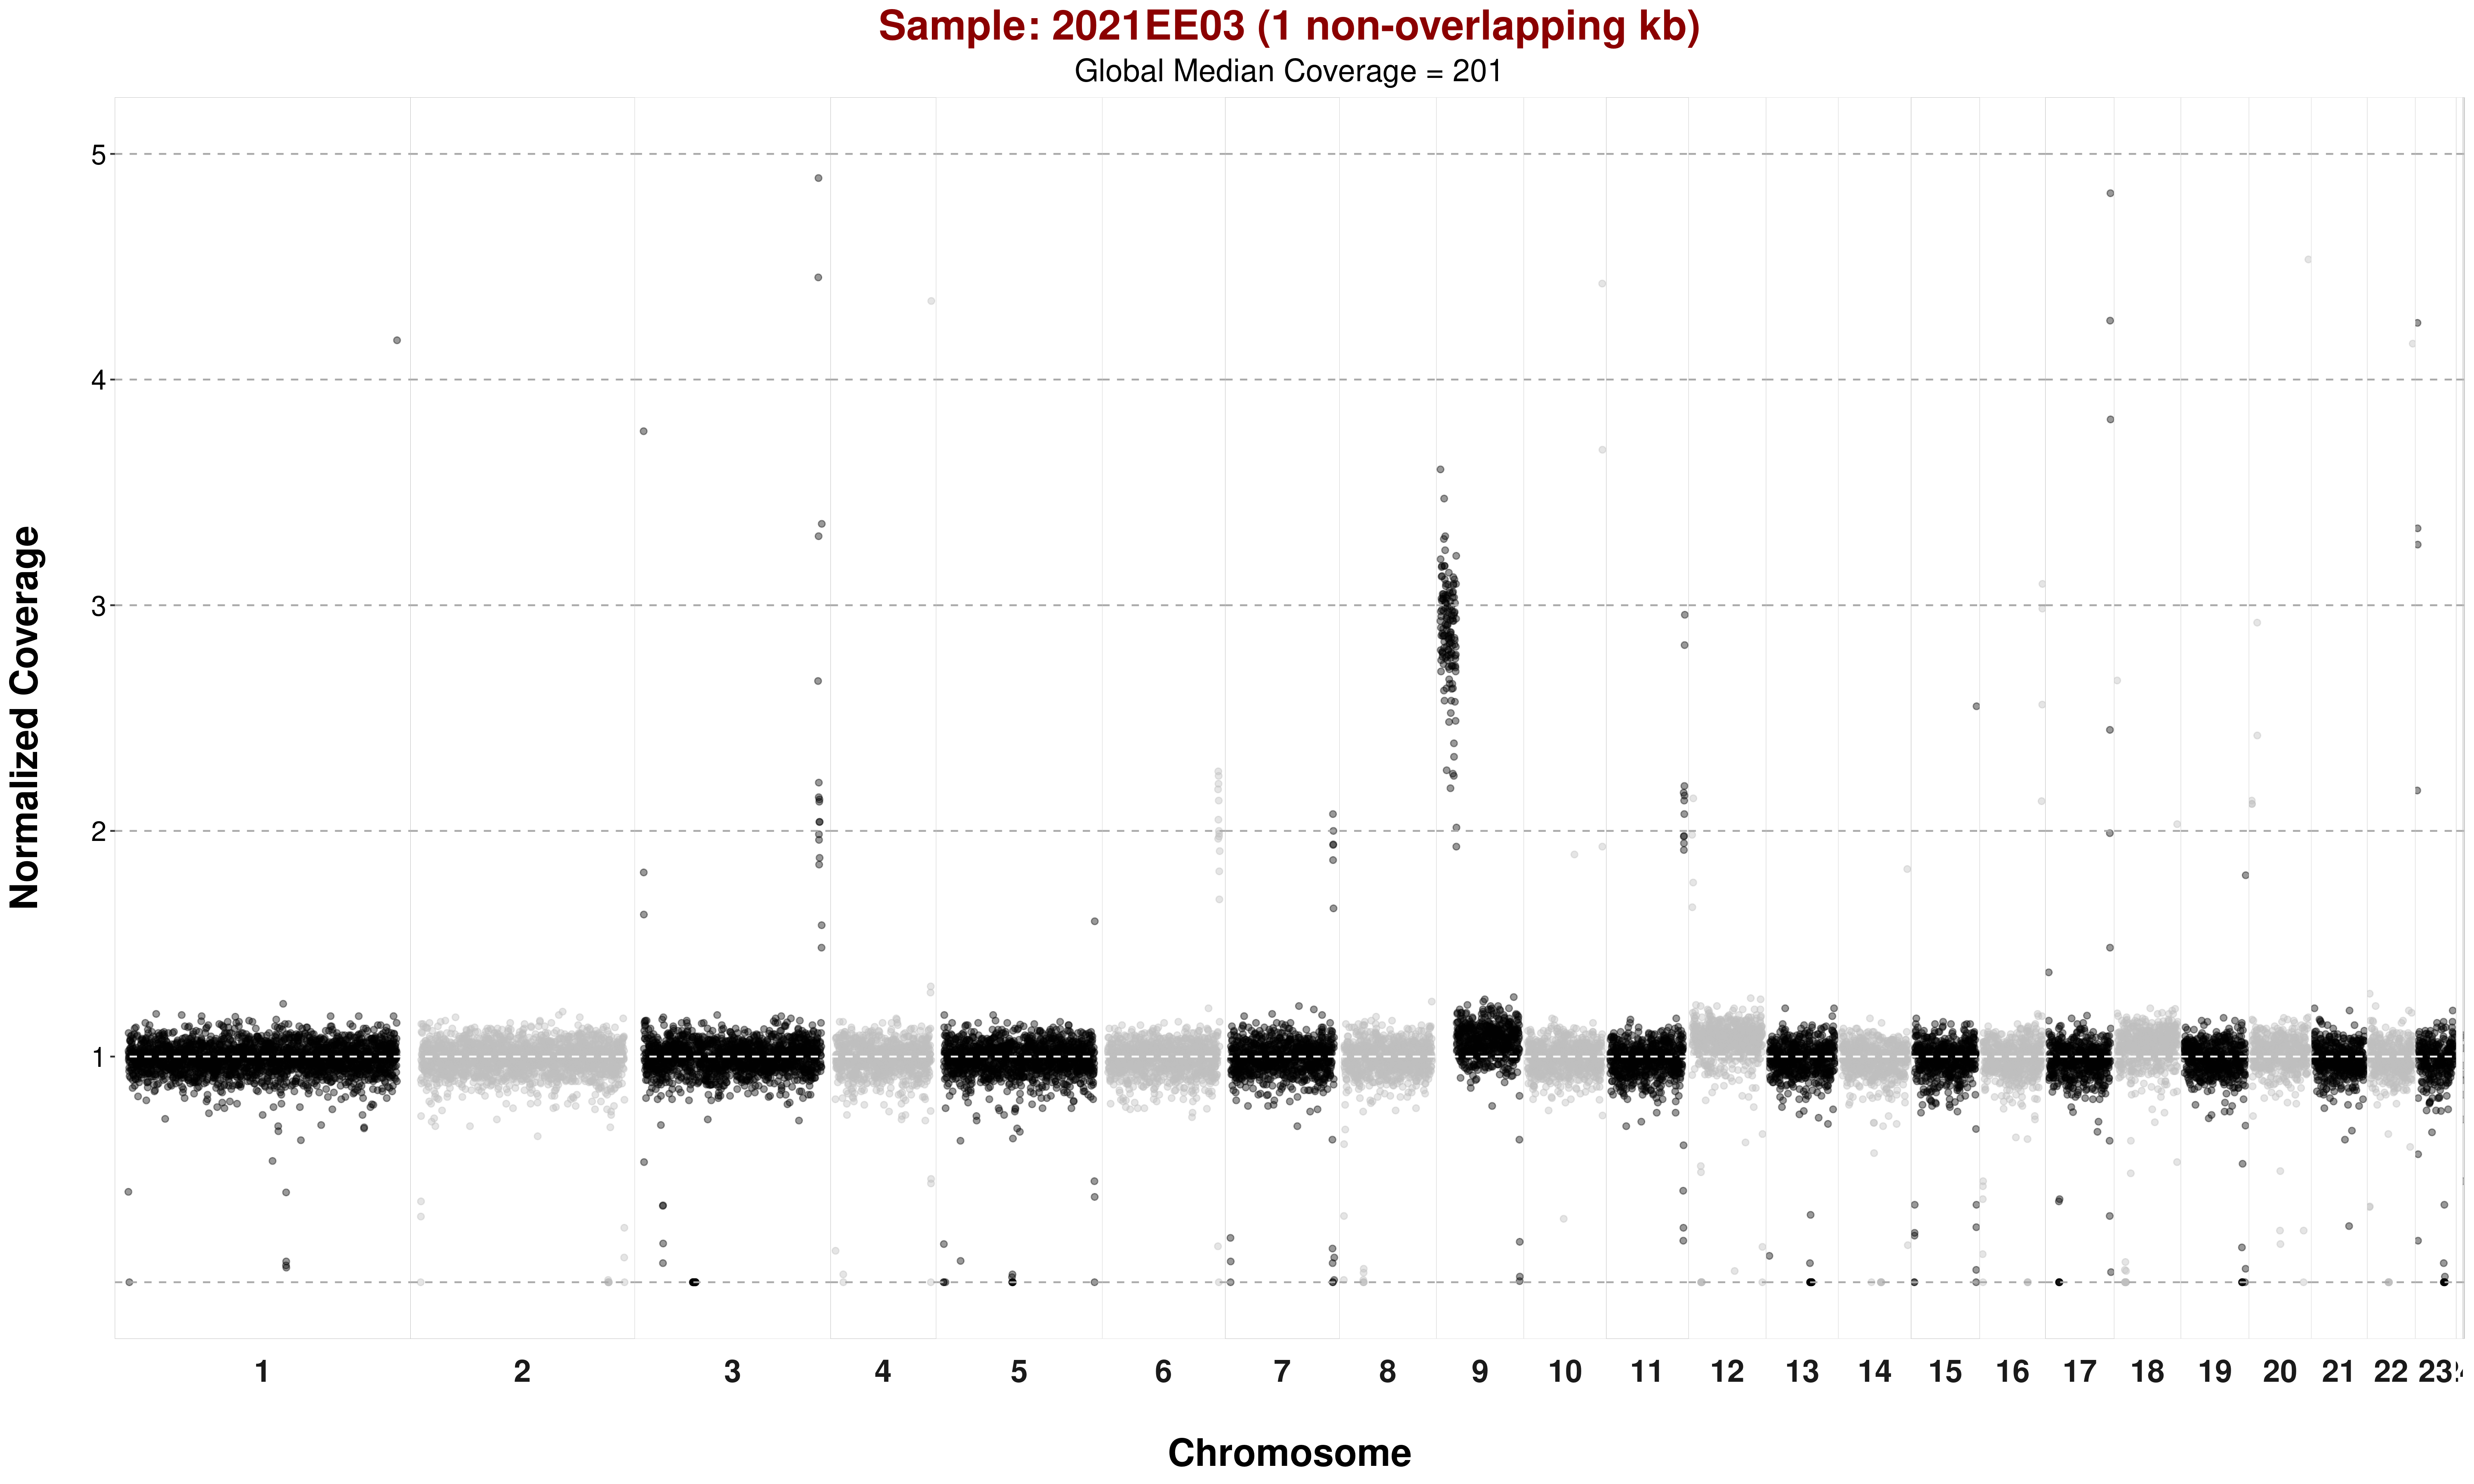 Sample: 2021EE03 (1 non-overlapping kb)
Global Median Coverage = 201
Normalized Coverage
5
4
3
2
1
1 2 3 4 5 6 7 8 9 10 11 12 13 14 15 16 17 18 19 20 21 22 23
Chromosome